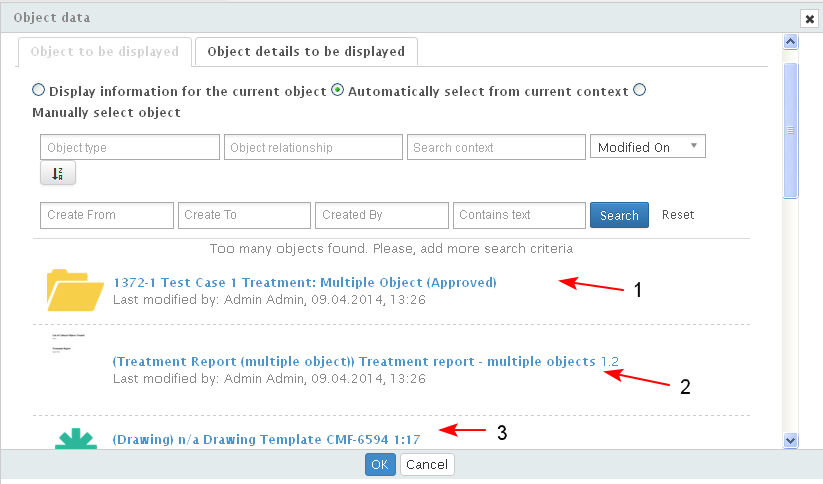 Object data
Object to be displayed
Object details to be displayed
Display information for the current object
Automatically select from current context
Manually select object
Object type
Object relationship
Search context
Modified On
Create From
Create To
Created By
Contains text
Search
Reset
Too many objects found. Please, add more search criteria
1372-1 Test Case 1 Treatment: Multiple Object (Approved)
Last modified by: Admin Admin, 09.04.2014, 13:26
1
(Treatment Report (multiple object)) Treatment report - multiple objects 1.2
Last modified by: Admin Admin, 09.04.2014, 13:26
2
(Drawing) n/a Drawing Template CMF-6594 1:17
3
OK
Cancel